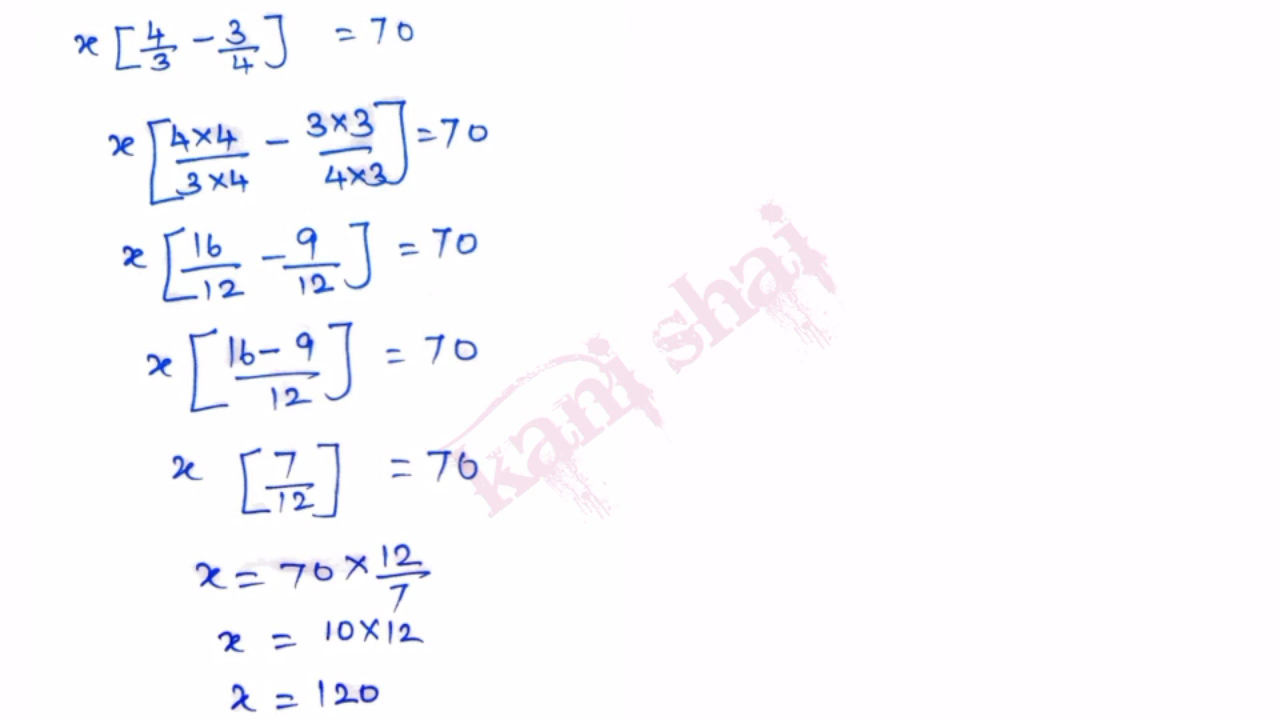 x [4/3 - 3/4] = 70
x [4×4/3×4 - 3×3/4×3] = 70
x [16/12 - 9/12] = 70
x [16-9/12] = 70
x [7/12] = 70
x = 70 × 12/7
x = 10×12
x = 120
kani shai